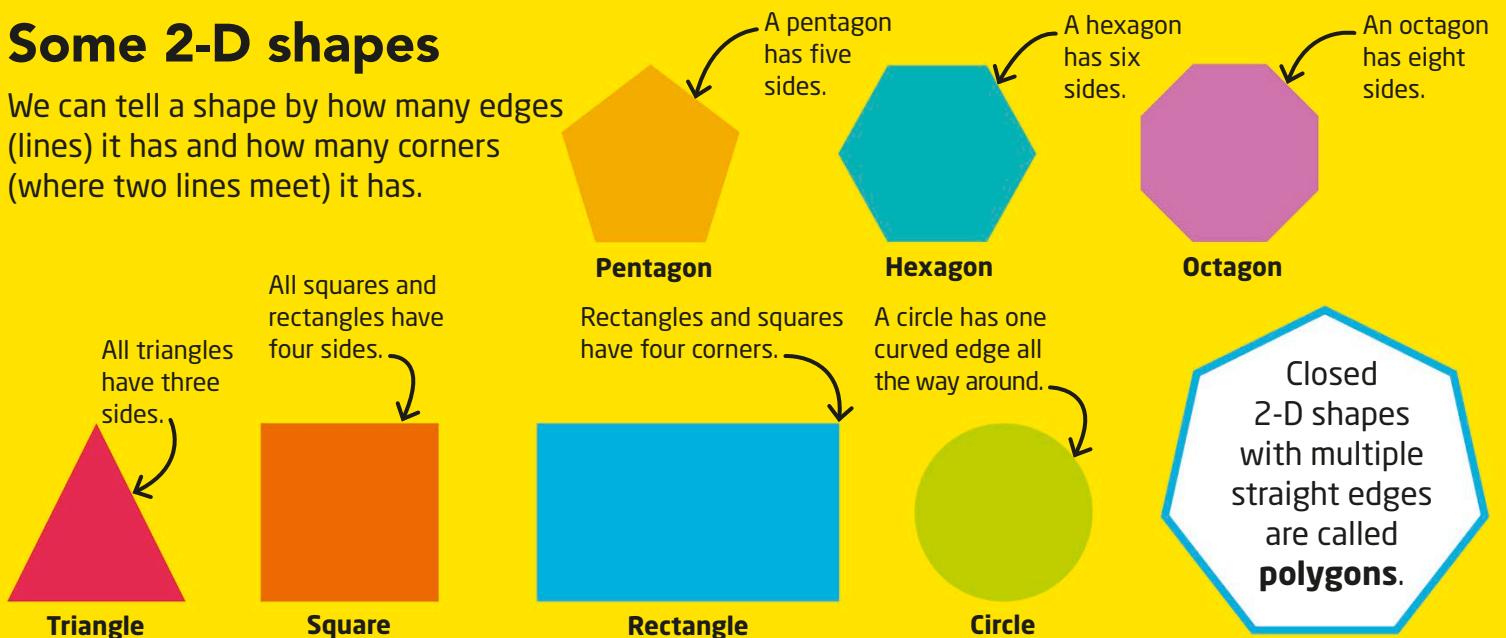 Some 2-D shapes
We can tell a shape by how many edges
(lines) it has and how many corners
(where two lines meet) it has.
A pentagon
has five
sides.
Pentagon
A hexagon
has six
sides.
Hexagon
An octagon
has eight
sides.
Octagon
All triangles
have three
sides.
Triangle
All squares and
rectangles have
four sides.
Square
Rectangles and squares
have four corners.
Rectangle
A circle has one
curved edge all
the way around.
Circle
Closed
2-D shapes
with multiple
straight edges
are called
polygons.